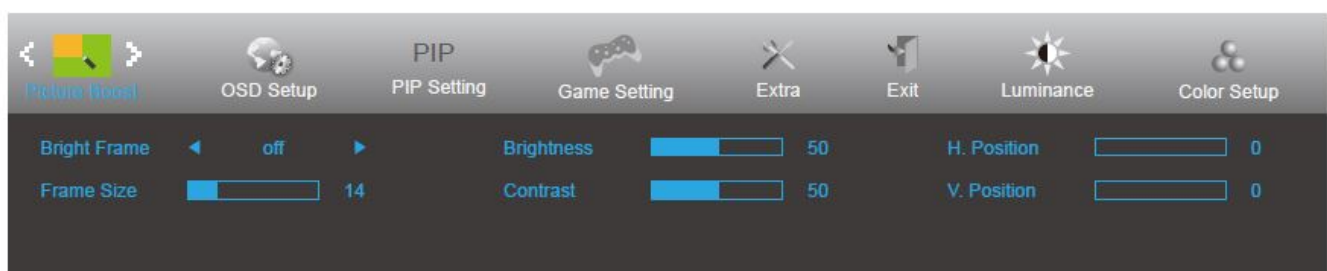 PIP
Picture Boost OSD Setup PIP Setting Game Setting Extra Exit Luminance Color Setup
Bright Frame off Brightness 50 H. Position 0
Frame Size 14 Contrast 50 V. Position 0